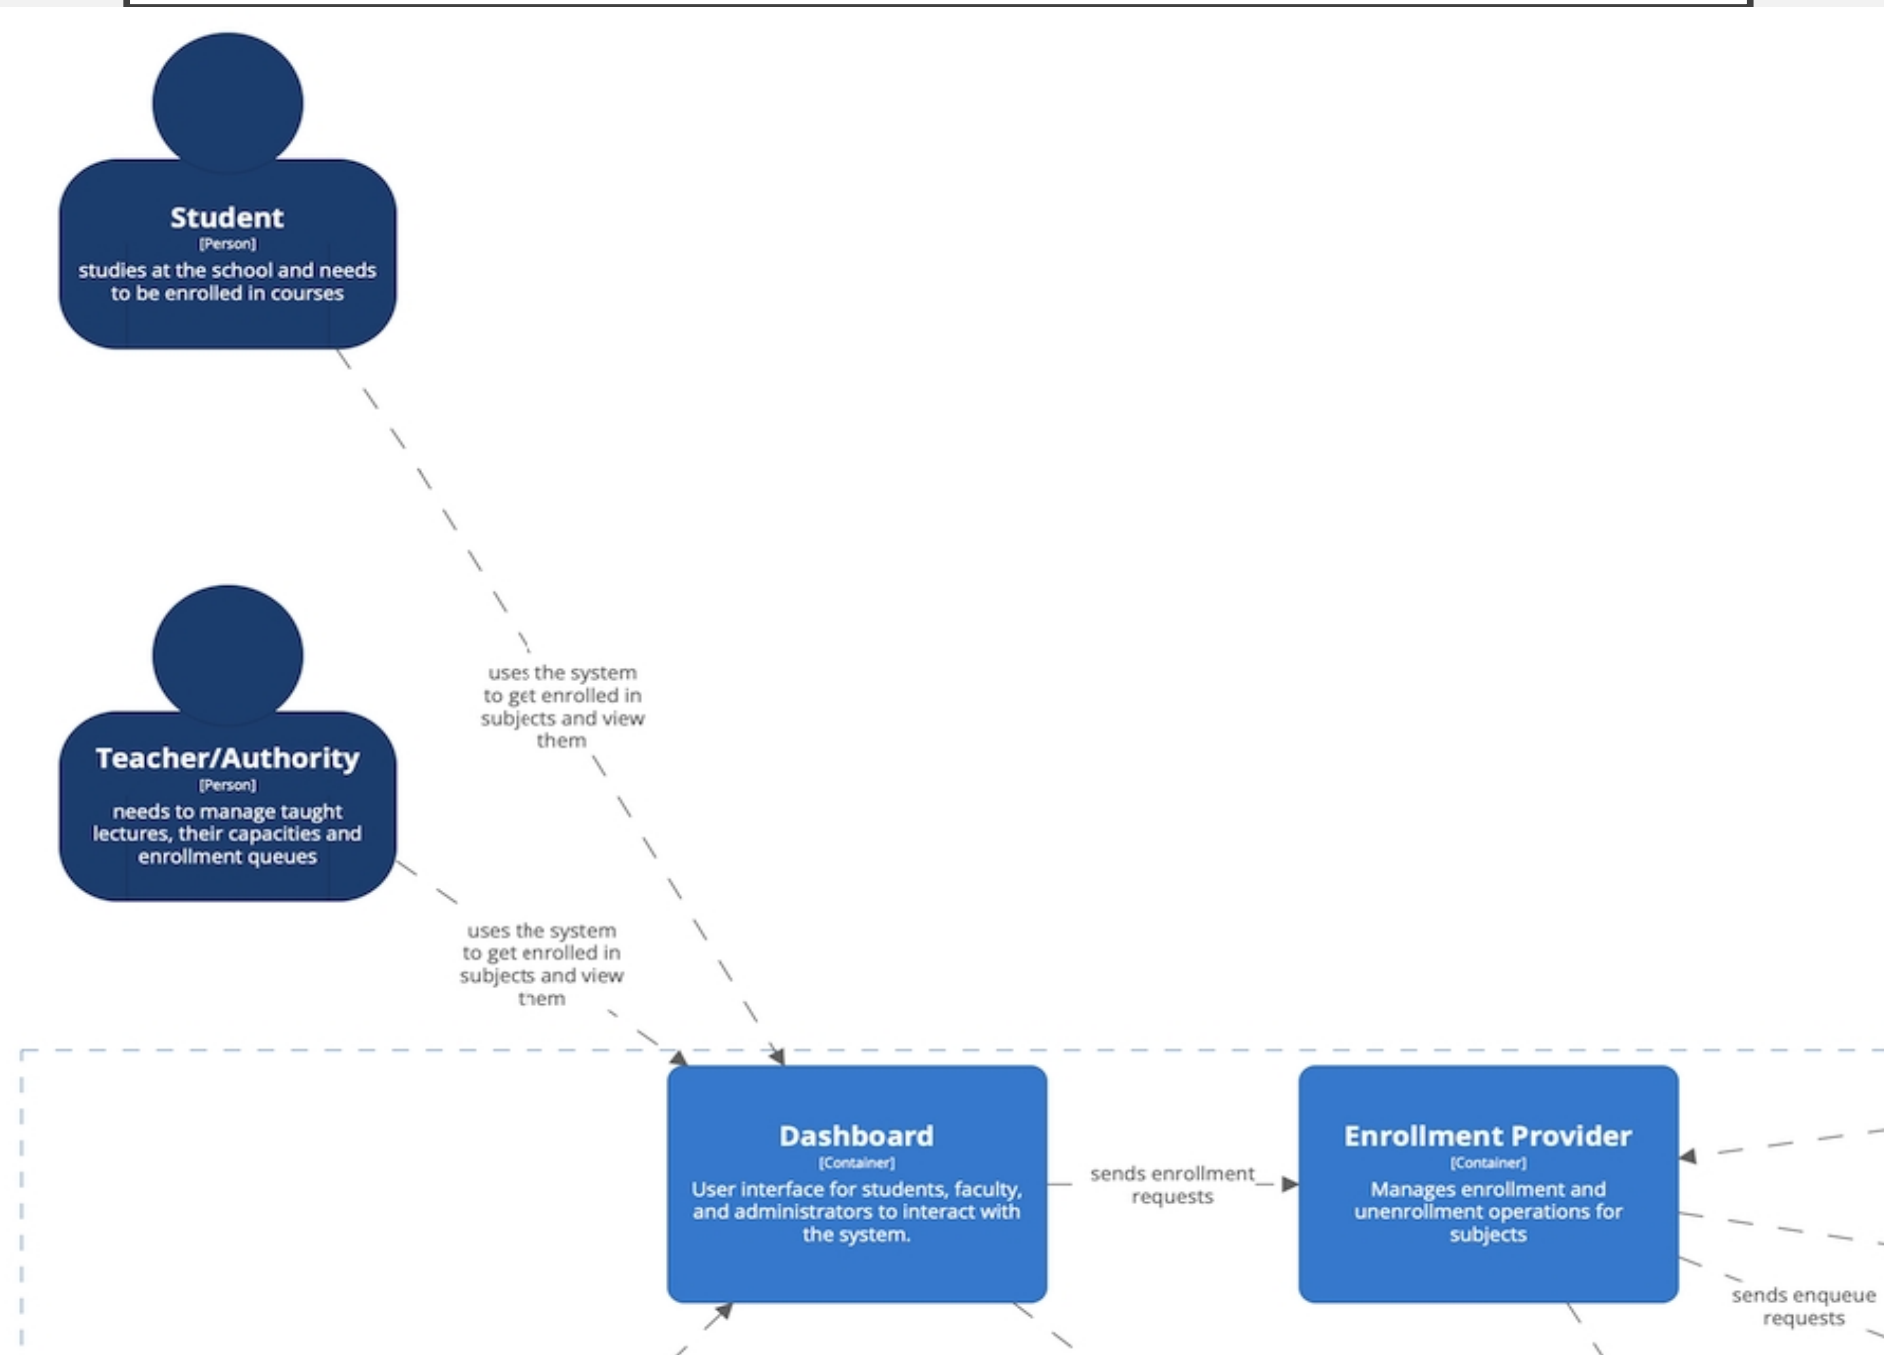 Student
[Person]
studies at the school and needs
to be enrolled in courses
uses the system
to get enrolled in
subjects and view
them
Teacher/Authority
[Person]
needs to manage taught
lectures, their capacities and
enrollment queues
uses the system
to get enrolled in
subjects and view
them
Dashboard
[Container]
User interface for students, faculty,
and administrators to interact with
the system.
sends enrollment
requests
Enrollment Provider
[Container]
Manages enrollment and
unenrollment operations for
subjects
sends enqueue
requests